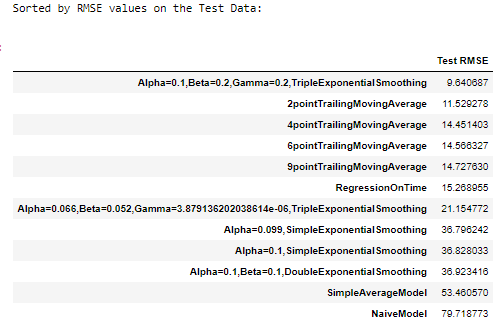 Sorted by RMSE values on the Test Data:
Test RMSE
Alpha=0.1,Beta=0.2,Gamma=0.2,TripleExponentialSmoothing 9.640687
2pointTrailingMovingAverage 11.529278
4pointTrailingMovingAverage 14.451403
6pointTrailingMovingAverage 14.566327
9pointTrailingMovingAverage 14.727630
RegressionOnTime 15.268955
Alpha=0.066,Beta=0.052,Gamma=3.879136202038614e-06,TripleExponentialSmoothing 21.154772
Alpha=0.099,SimpleExponentialSmoothing 36.796242
Alpha=0.1,SimpleExponentialSmoothing 36.828033
Alpha=0.1,Beta=0.1,DoubleExponentialSmoothing 36.923416
SimpleAverageModel 53.460570
NaiveModel 79.718773